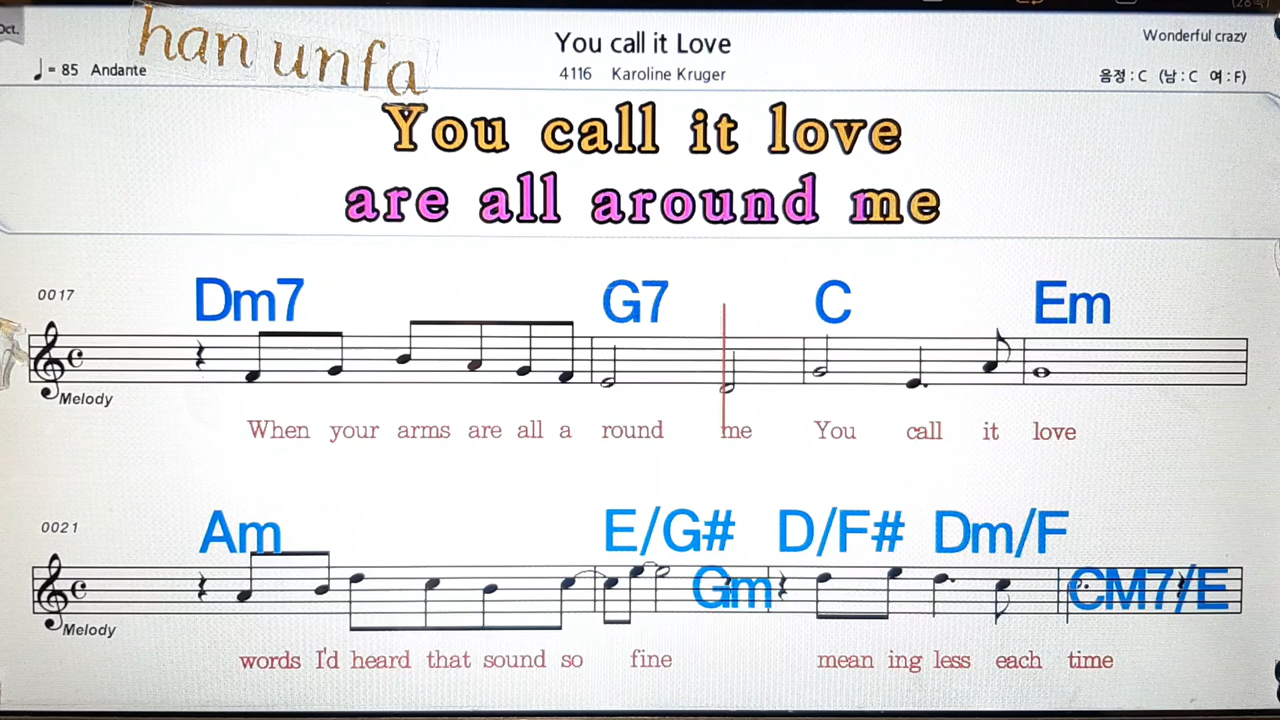 Oct.
han unfa
You call it Love
Wonderful crazy
♩= 85 Andante
4116 Karoline Kruger
음정 : C (남 : C 여 : F)
You call it love
are all around me
0017
Dm7 G7 C Em
Melody
When your arms are all a round me You call it love
0021
Am E/G# D/F# Dm/F
Gm CM7/E
Melody
words I'd heard that sound so fine mean ing less each time